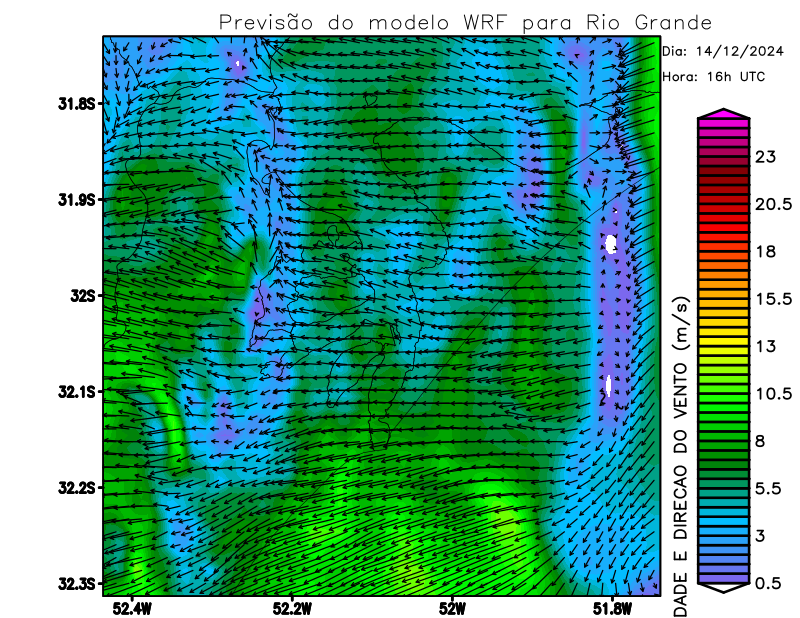 Previsão do modelo WRF para Rio Grande
Dia: 14/12/2024
Hora: 16h UTC
31.8S
31.9S
32S
32.1S
32.2S
32.3S
52.4W
52.2W
52W
51.8W
23
20.5
18
15.5
13
10.5
8
5.5
3
0.5
DADE E DIRECAO DO VENTO (m/s)